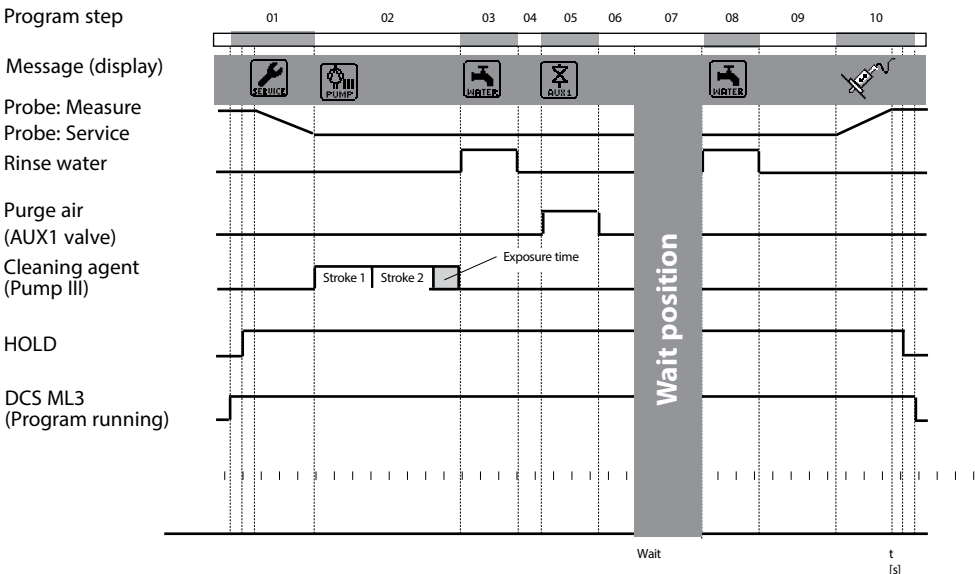 Program step
01 02 03 04 05 06 07 08 09 10
Message (display)
SERVICE PUMP WATER AUX1 WATER
Probe: Measure
Probe: Service
Rinse water
Purge air
(AUX1 valve)
Cleaning agent
(Pump III)
Exposure time
Stroke 1 Stroke 2
Wait position
HOLD
DCS ML3
(Program running)
Wait
t
[s]